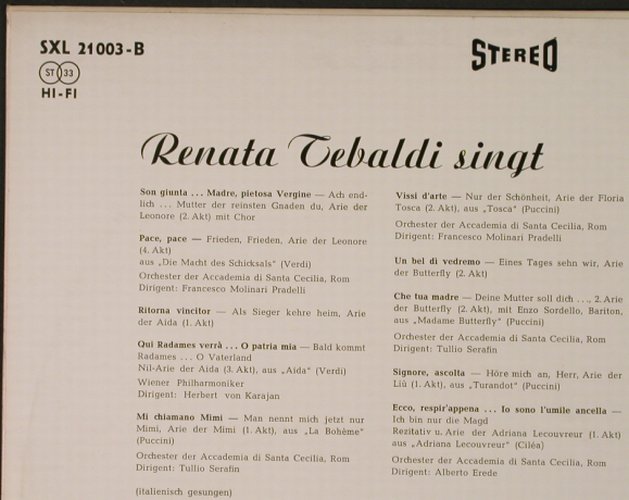 SXL 21003-B
ST 33
HI-FI
STEREO
Renata Tebaldi singt
Son giunta ... Madre, pietosa Vergine — Ach end-
lich ... Mutter der reinsten Gnaden du, Arie der
Leonore (2. Akt) mit Chor
Pace, pace — Frieden, Frieden, Arie der Leonore
(4. Akt)
aus „Die Macht des Schicksals" (Verdi)
Orchester der Accademia di Santa Cecilia, Rom
Dirigent: Francesco Molinari Pradelli
Ritorna vincitor — Als Sieger kehre heim, Arie
der Aida (1. Akt)
Qui Radames verrà ... O patria mia — Bald kommt
Radames ... O Vaterland
Nil-Arie der Aida (3. Akt), aus „Aida" (Verdi)
Wiener Philharmoniker
Dirigent: Herbert von Karajan
Mi chiamano Mimi — Man nennt mich jetzt nur
Mimi, Arie der Mimi (1. Akt), aus „La Bohème"
(Puccini)
Orchester der Accademia di Santa Cecilia, Rom
Dirigent: Tullio Serafin
(italienisch gesungen)
Vissi d'arte — Nur der Schönheit, Arie der Floria
Tosca (2. Akt), aus „Tosca" (Puccini)
Orchester der Accademia di Santa Cecilia, Rom
Dirigent: Francesco Molinari Pradelli
Un bel di vedremo — Eines Tages sehn wir, Arie
der Butterfly (2. Akt)
Che tua madre — Deine Mutter soll dich ..., 2. Arie
der Butterfly (2. Akt), mit Enzo Sordello, Bariton,
aus „Madame Butterfly" (Puccini)
Orchester der Accademia di Santa Cecilia, Rom
Dirigent: Tullio Serafin
Signore, ascolta — Höre mich an, Herr, Arie der
Liù (1. Akt), aus „Turandot" (Puccini)
Ecco, respir'appena ... Io sono l'umile ancella —
Ich bin nur die Magd
Rezitativ u. Arie der Adriana Lecouvreur (1. Akt)
aus „Adriana Lecouvreur" (Ciléa)
Orchester der Accademia di Santa Cecilia, Rom
Dirigent: Alberto Erede